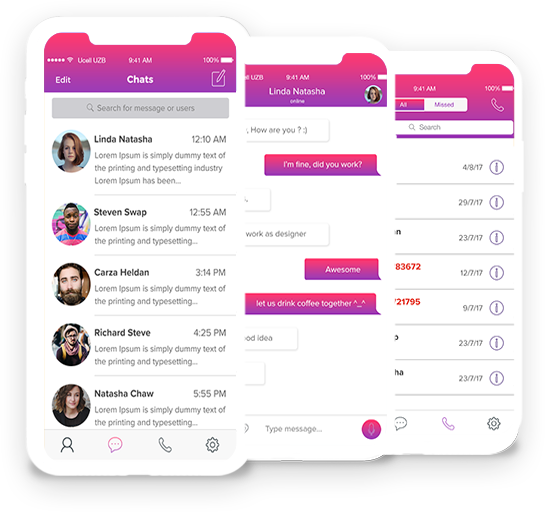 Ucell UZB 9:41 AM 100%
Edit Chats
Search for message or users
Linda Natasha 12:10 AM
Lorem Ipsum is simply dummy text of
the printing and typesetting industry
Lorem Ipsum has been...
Steven Swap 12:55 AM
Lorem Ipsum is simply dummy text of
the printing and typesetting...
Carza Heldan 3:14 PM
Lorem Ipsum is simply dummy text of
the printing and typesetting...
Richard Steve 4:25 PM
Lorem Ipsum is simply dummy text of
the printing and typesetting...
Natasha Chaw 5:55 PM
Lorem Ipsum is simply dummy text of
the printing and typesetting...
UZB 9:41 AM 100%
Linda Natasha
online
, How are you ? :)
I'm fine, did you work?
work as designer
Awesome
let us drink coffee together ^_^
ood idea
Type message...
9:41 AM 100%
All Missed
Search
4/8/17
29/7/17
an 23/7/17
83672 12/7/17
721795 9/7/17
23/7/17
ha 23/7/17